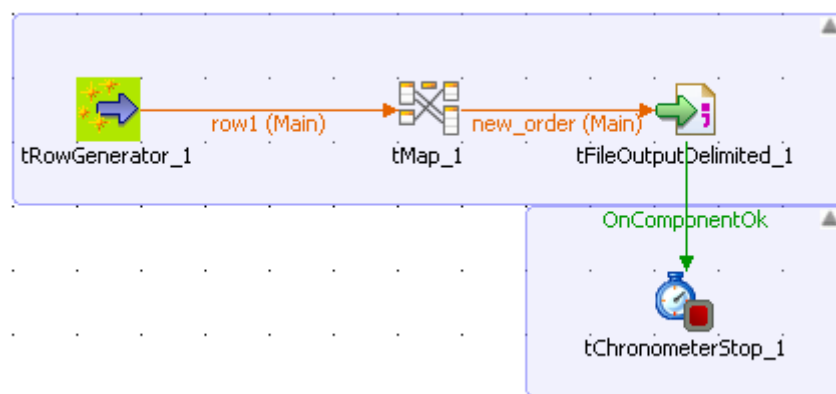 row1 (Main)
new_order (Main)
tRowGenerator_1
tMap_1
tFileOutputDelimited_1
OnComponentOk
tChronometerStop_1